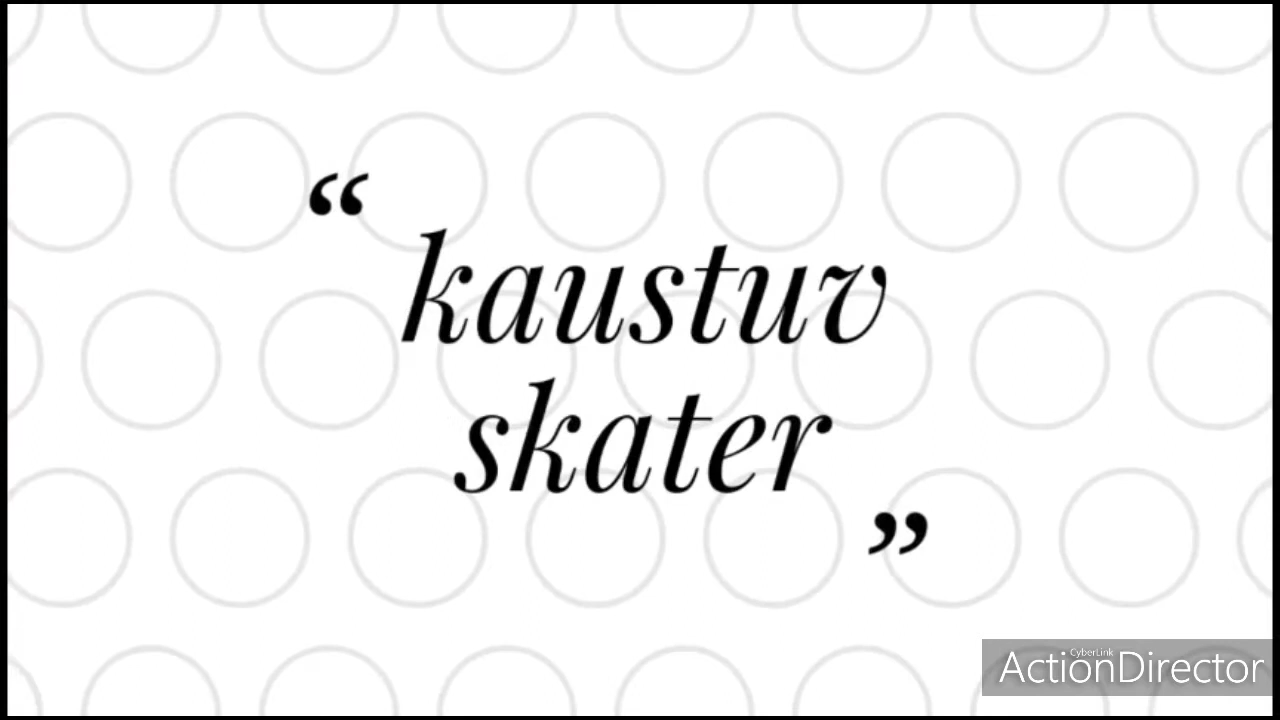 “
kaustuv
skater
”
CyberLink
ActionDirector